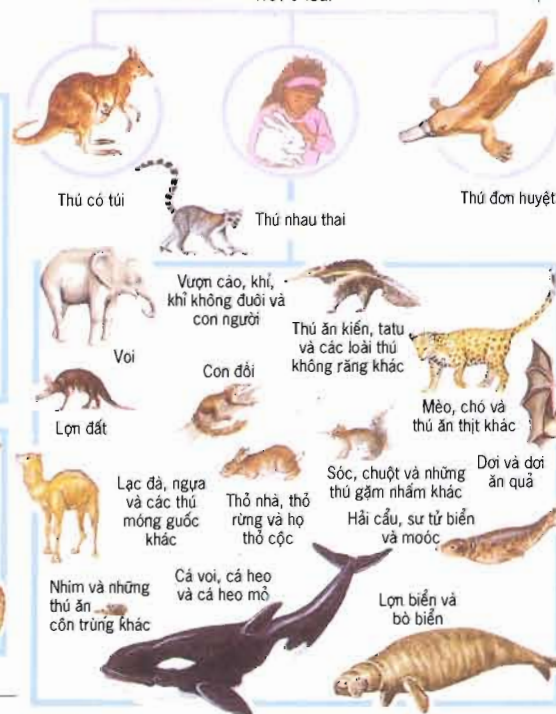 Thú có túi
Thú nhau thai
Thú đơn huyệt
Voi
Vượn cáo, khỉ,
khỉ không đuôi và
con người
Thú ăn kiến, tatu
và các loài thú
không răng khác
Mèo, chó và
thú ăn thịt khác
Lợn đất
Con đồi
Dơi và dơi
ăn quả
Lạc đà, ngựa
và các thú
móng guốc
khác
Thỏ nhà, thỏ
rừng và họ
thỏ cộc
Sóc, chuột và những
thú gặm nhấm khác
Hải cẩu, sư tử biển
và moóc
Nhím và những
thú ăn
côn trùng khác
Cá voi, cá heo
và cá heo mỏ
Lợn biển và
bò biển